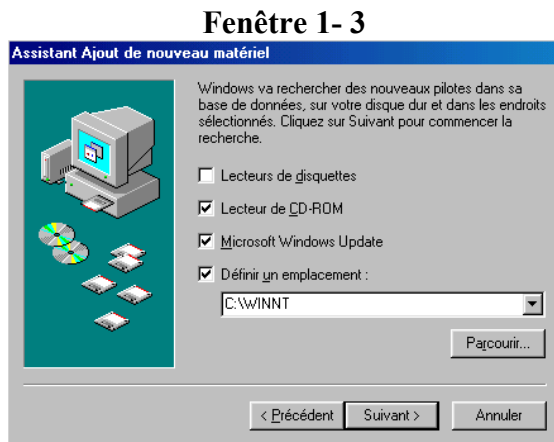 Fenêtre 1- 3
Assistant Ajout de nouveau matériel
Windows va rechercher des nouveaux pilotes dans sa
base de données, sur votre disque dur et dans les endroits
sélectionnés. Cliquez sur Suivant pour commencer la
recherche.
Lecteurs de disquettes
Lecteur de CD-ROM
Microsoft Windows Update
Définir un emplacement :
C:\WINNT
Parcourir...
< Précédent
Suivant >
Annuler